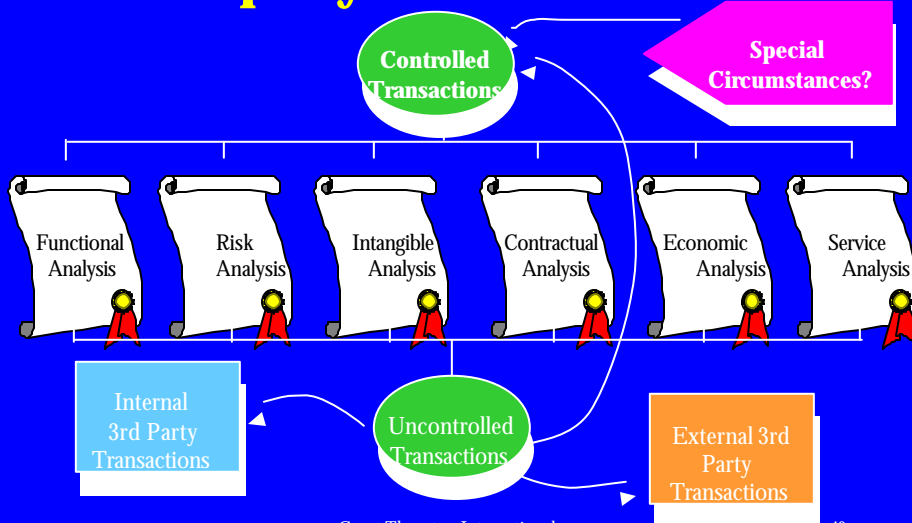 Controlled
Transactions
Special
Circumstances?
Functional
Analysis
Risk
Analysis
Intangible
Analysis
Contractual
Analysis
Economic
Analysis
Service
Analysis
Internal
3rd Party
Transactions
Uncontrolled
Transactions
External 3rd
Party
Transactions